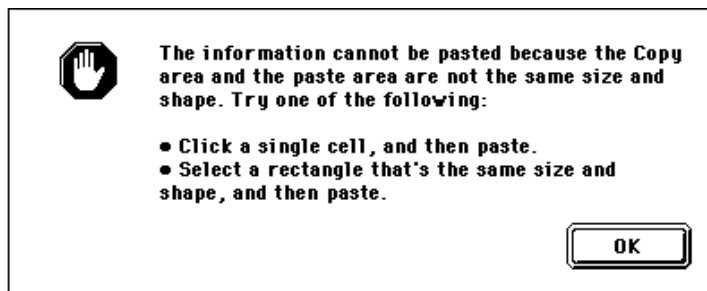 The information cannot be pasted because the Copy
area and the paste area are not the same size and
shape. Try one of the following:
• Click a single cell, and then paste.
• Select a rectangle that's the same size and
shape, and then paste.
OK